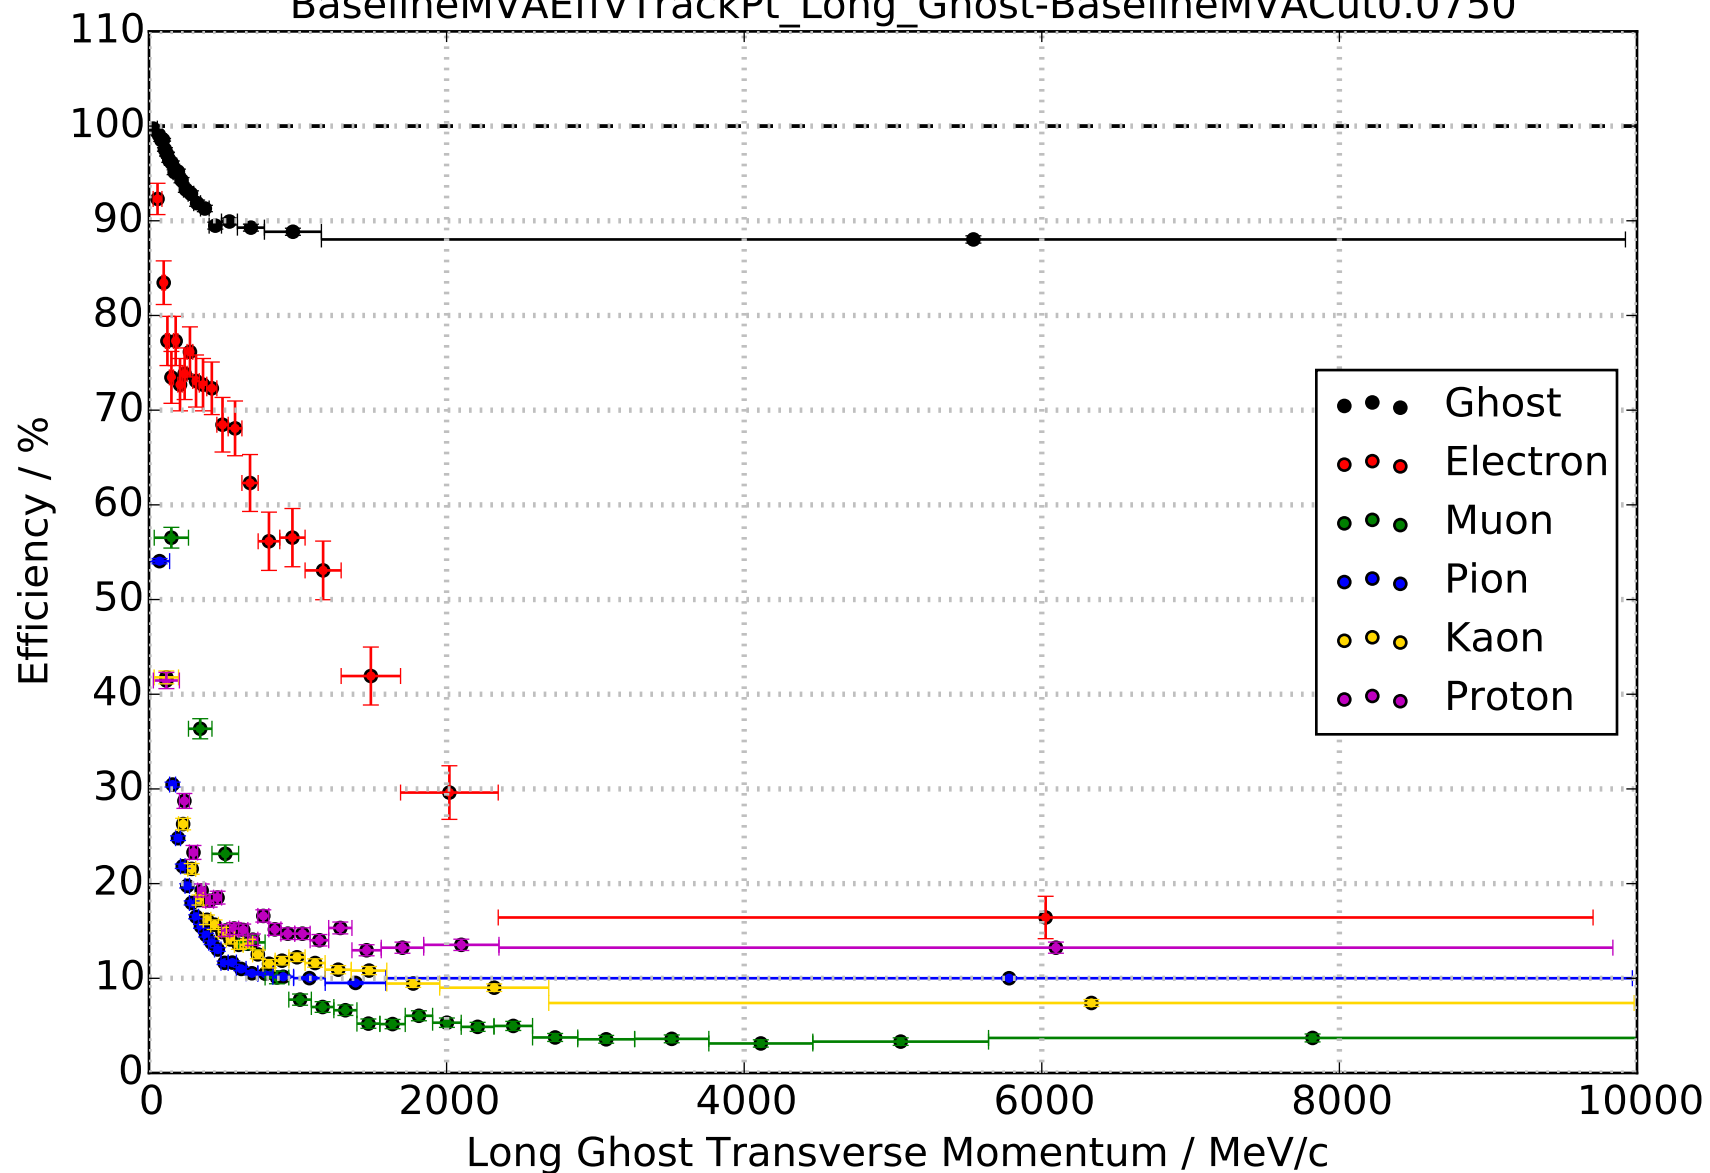 BaselineMVAEffVTrackPt_Long_Ghost-BaselineMVACut0.0750
110
100
90
80
70
60
50
40
30
20
10
0
Efficiency / %
Ghost
Electron
Muon
Pion
Kaon
Proton
0 2000 4000 6000 8000 10000
Long Ghost Transverse Momentum / MeV/c